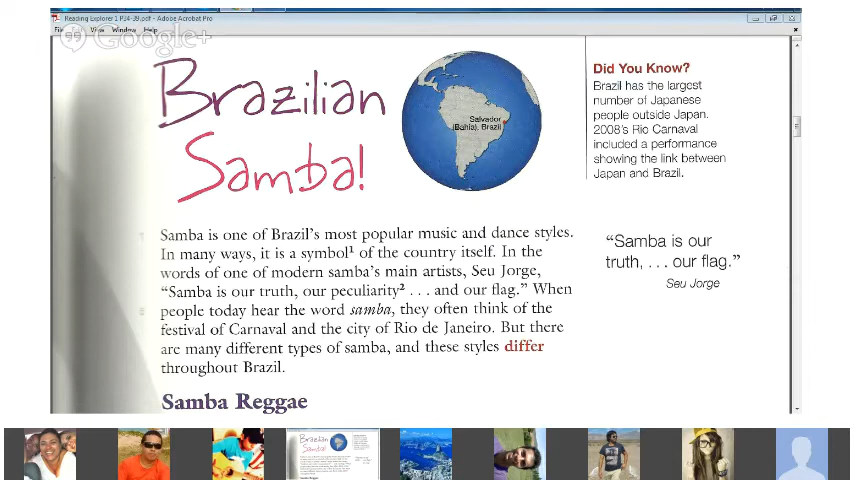 Reading Explorer 1 P34-39.pdf - Adobe Acrobat Pro
File Edit View Window Help
Google+
Brazilian
Samba!
Salvador
(Bahia), Brazil
Did You Know?
Brazil has the largest
number of Japanese
people outside Japan.
2008's Rio Carnaval
included a performance
showing the link between
Japan and Brazil.
Samba is one of Brazil's most popular music and dance styles.
In many ways, it is a symbol¹ of the country itself. In the
words of one of modern samba's main artists, Seu Jorge,
“Samba is our truth, our peculiarity² . . . and our flag.” When
people today hear the word samba, they often think of the
festival of Carnaval and the city of Rio de Janeiro. But there
are many different types of samba, and these styles differ
throughout Brazil.
“Samba is our
truth, . . . our flag.”
Seu Jorge
Samba Reggae
Brazilian
Samba!